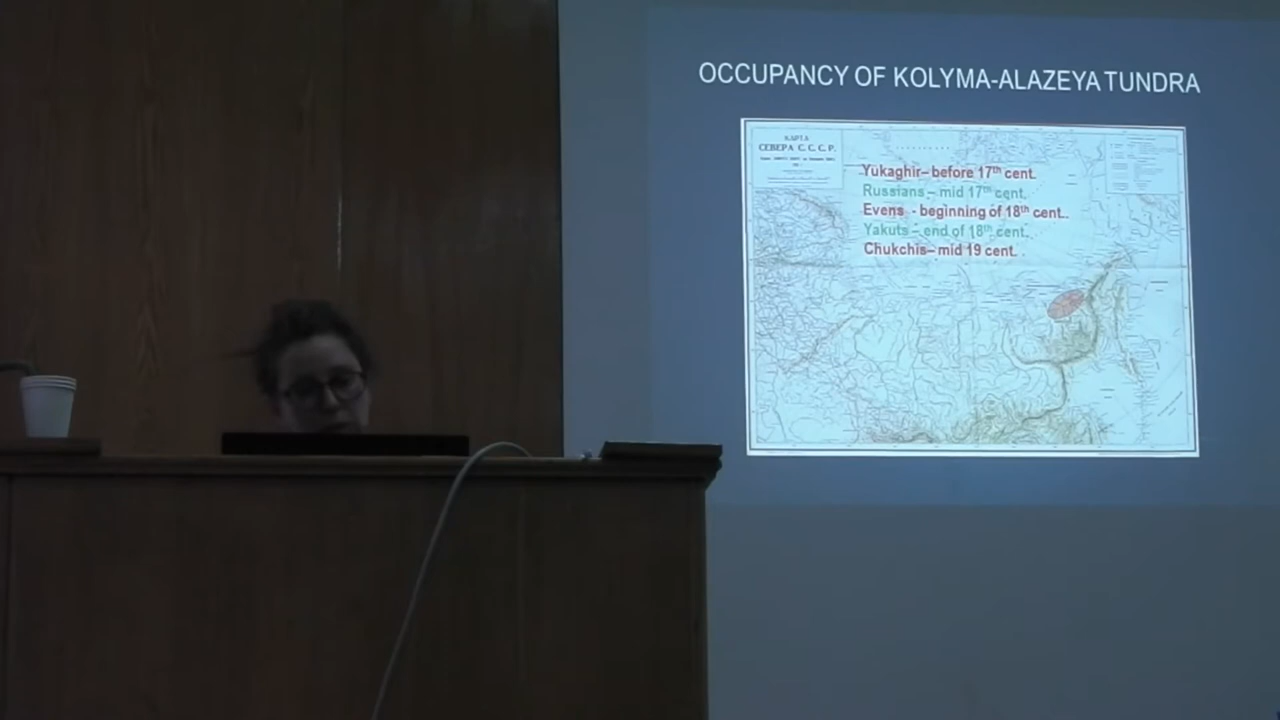 OCCUPANCY OF KOLYMA-ALAZEYA TUNDRA
КАРТА
СЕВЕРА С.С.С.Р.
Yukaghir– before 17th cent.
Russians – mid 17th cent.
Evens - beginning of 18th cent..
Yakuts – end of 18th cent.
Chukchis– mid 19 cent.